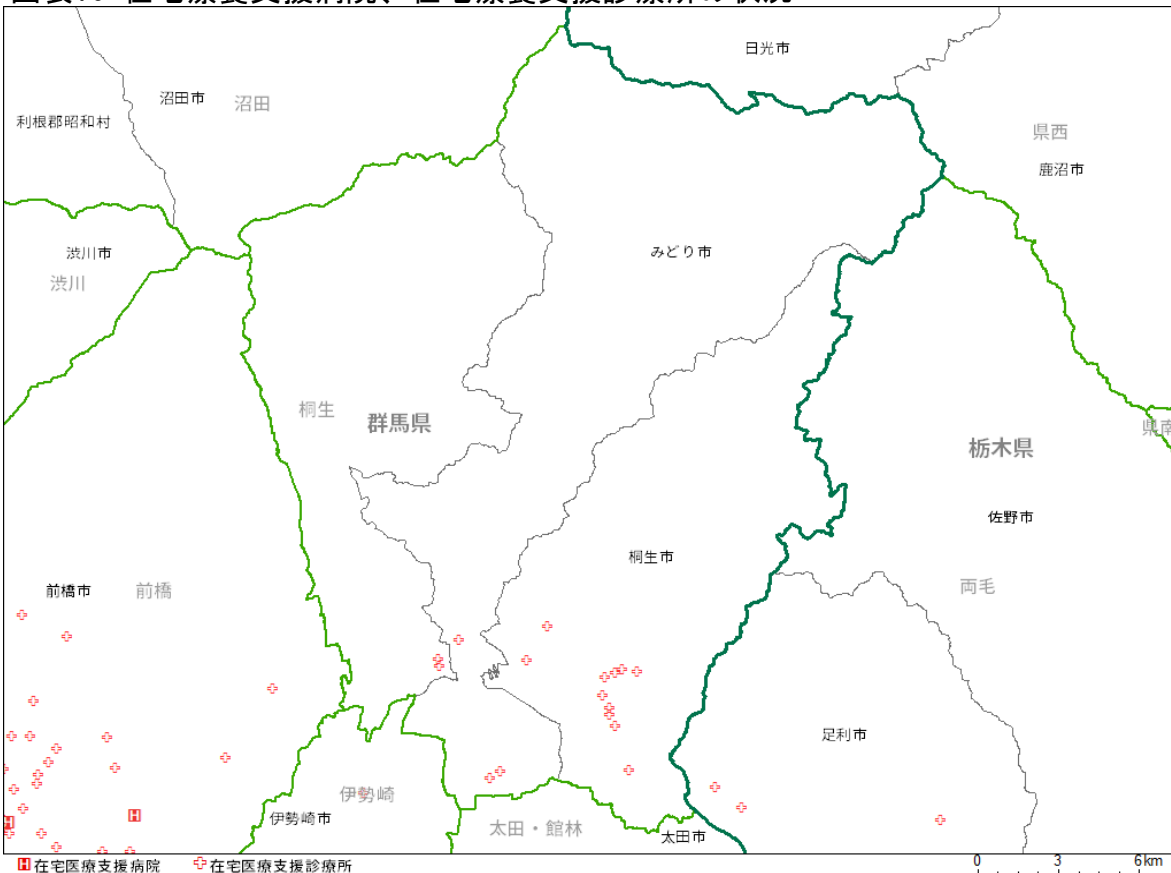 日光市
沼田市
沼田
利根郡昭和村
県西
鹿沼市
渋川市
渋川
みどり市
桐生
群馬県
県南
栃木県
佐野市
桐生市
前橋市
前橋
両毛
足利市
伊勢崎
伊勢崎市
太田・館林
太田市
在宅医療支援病院
在宅医療支援診療所
0 3 6km